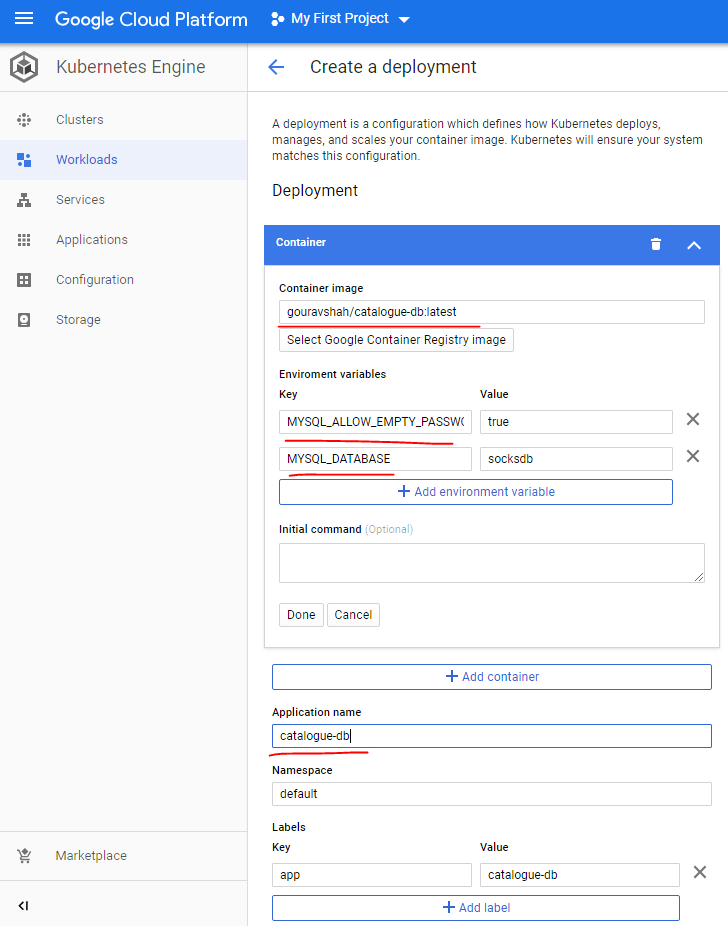 Google Cloud Platform My First Project
Kubernetes Engine
Create a deployment
Clusters
Workloads
Services
Applications
Configuration
Storage
Marketplace
A deployment is a configuration which defines how Kubernetes deploys,
manages, and scales your container image. Kubernetes will ensure your system
matches this configuration.
Deployment
Container
Container image
gouravshah/catalogue-db:latest
Select Google Container Registry image
Enviroment variables
Key Value
MYSQL_ALLOW_EMPTY_PASSW true
MYSQL_DATABASE socksdb
Add environment variable
Initial command (Optional)
Done Cancel
Add container
Application name
catalogue-db
Namespace
default
Labels
Key Value
app catalogue-db
Add label